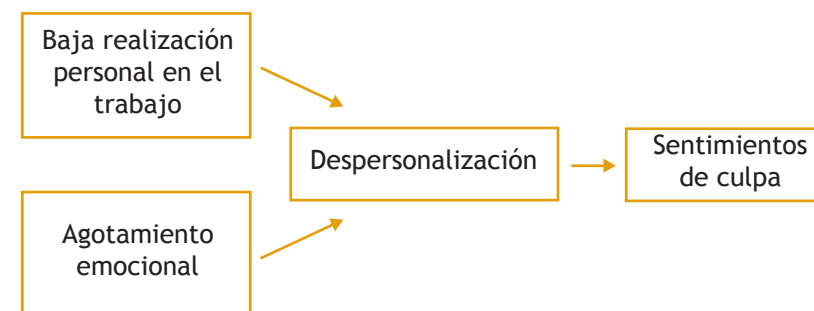 Baja realización
personal en el
trabajo
Despersonalización
Sentimientos
de culpa
Agotamiento
emocional